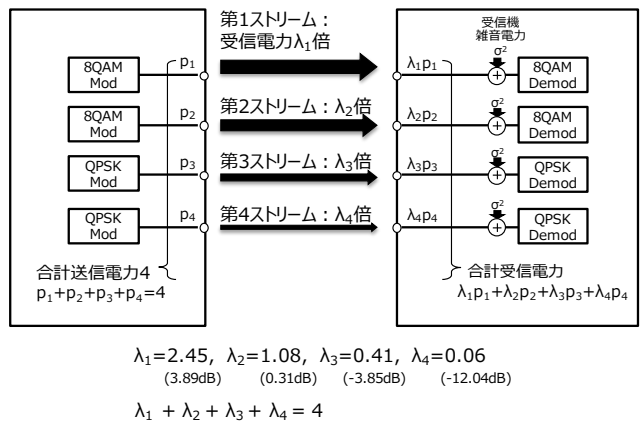 第1ストリーム：
受信電力λ₁倍
受信機
雑音電力
8QAM
Mod
p₁
λ₁p₁
σ²
8QAM
Demod
8QAM
Mod
p₂
第2ストリーム：λ₂倍
λ₂p₂
σ²
8QAM
Demod
QPSK
Mod
p₃
第3ストリーム：λ₃倍
λ₃p₃
σ²
QPSK
Demod
QPSK
Mod
p₄
第4ストリーム：λ₄倍
λ₄p₄
σ²
QPSK
Demod
合計送信電力4
p₁+p₂+p₃+p₄=4
合計受信電力
λ₁p₁+λ₂p₂+λ₃p₃+λ₄p₄
λ₁=2.45, λ₂=1.08, λ₃=0.41, λ₄=0.06
(3.89dB) (0.31dB) (-3.85dB) (-12.04dB)
λ₁ + λ₂ + λ₃ + λ₄ = 4